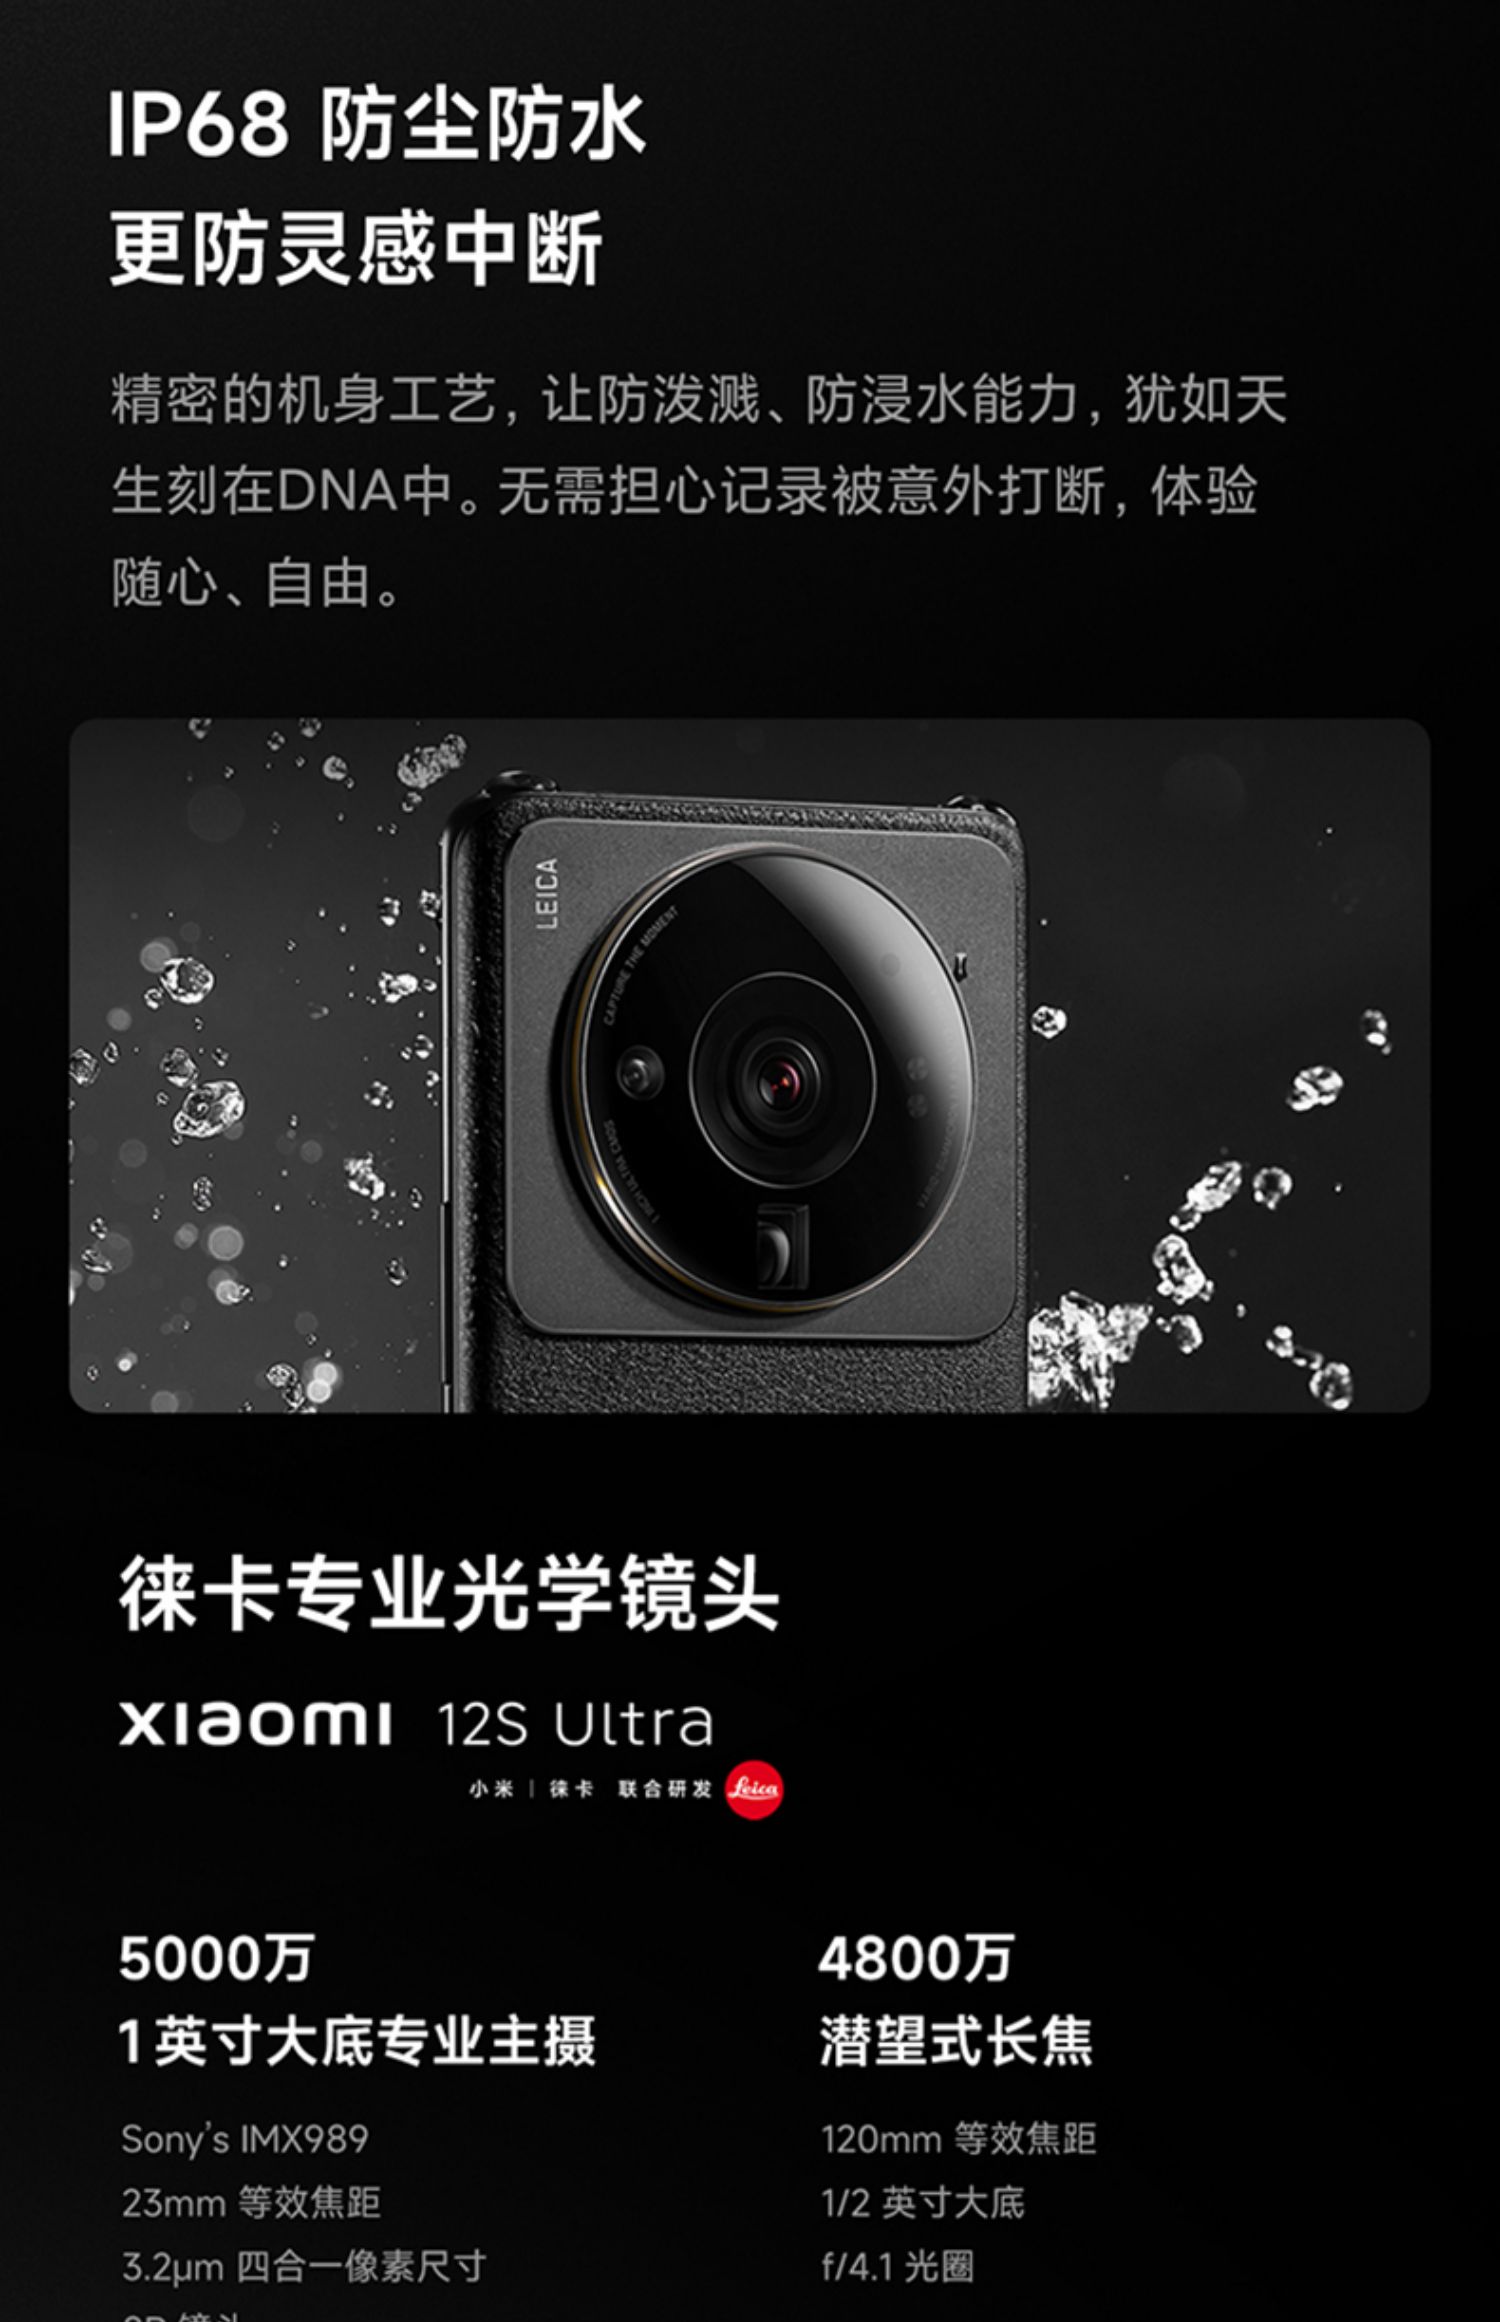 IP68 防尘防水
更防灵感中断
精密的机身工艺，让防泼溅、防浸水能力，犹如天
生刻在DNA中。无需担心记录被意外打断，体验
随心、自由。
LEICA
CAPTURE THE MOMENT
1 INCH ULTRA CAMS
徕卡专业光学镜头
xiaomi 12S Ultra
小米 | 徕卡 联合研发 Leica
5000万
1英寸大底专业主摄
Sony’s IMX989
23mm 等效焦距
3.2μm 四合一像素尺寸
4800万
潜望式长焦
120mm 等效焦距
1/2 英寸大底
f/4.1 光圈